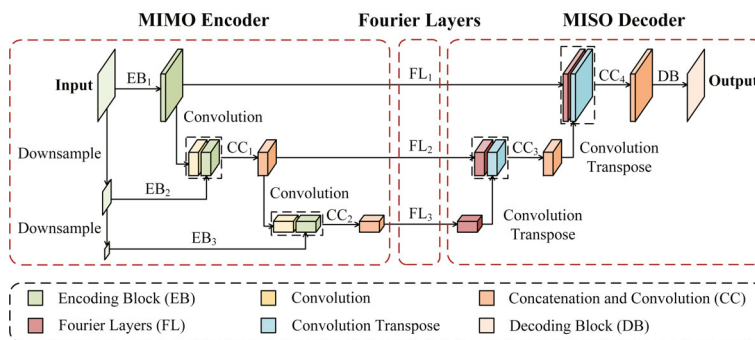 MIMO Encoder
Fourier Layers
MISO Decoder
Input
EB1
FL1
CC4
DB
Output
Convolution
Downsample
CC1
FL2
CC3
Convolution
Transpose
EB2
Convolution
Downsample
CC2
FL3
Convolution
Transpose
EB3
Encoding Block (EB)
Convolution
Concatenation and Convolution (CC)
Fourier Layers (FL)
Convolution Transpose
Decoding Block (DB)